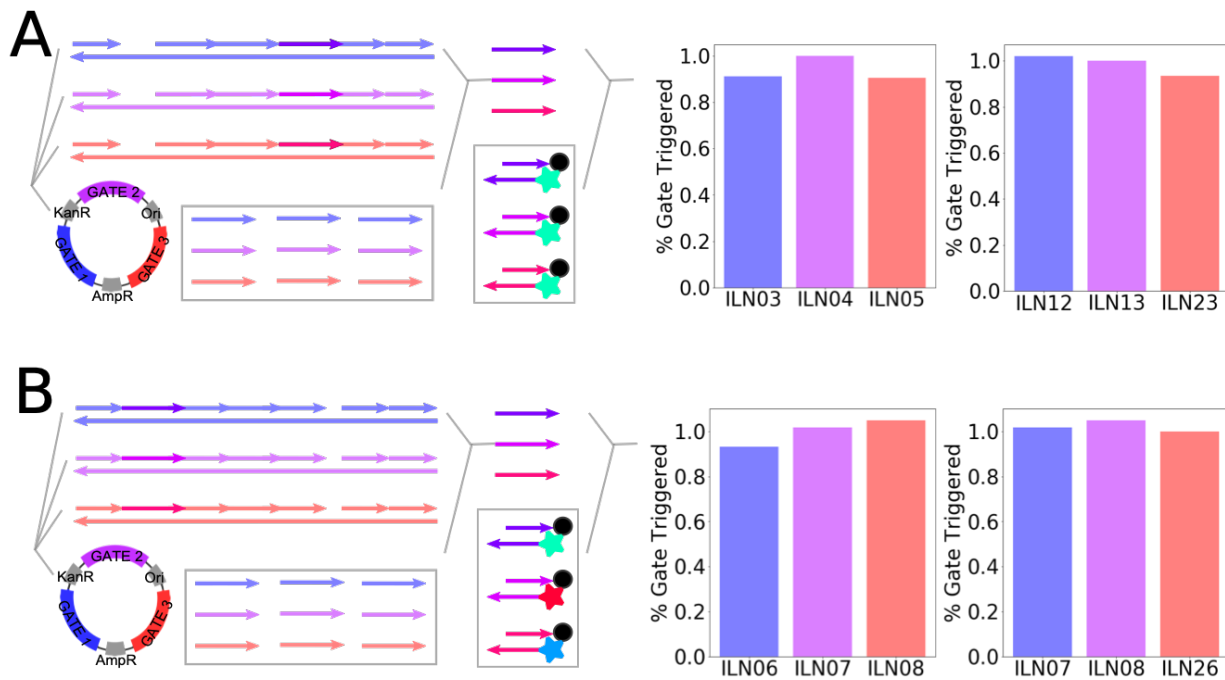 A
GATE 2
KanR
Ori
GATE 1
GATE 3
AmpR
% Gate Triggered
1.0
0.8
0.6
0.4
0.2
0.0
ILN03 ILN04 ILN05
% Gate Triggered
1.0
0.8
0.6
0.4
0.2
0.0
ILN12 ILN13 ILN23
B
GATE 2
KanR
Ori
GATE 1
GATE 3
AmpR
% Gate Triggered
1.0
0.8
0.6
0.4
0.2
0.0
ILN06 ILN07 ILN08
% Gate Triggered
1.0
0.8
0.6
0.4
0.2
0.0
ILN07 ILN08 ILN26